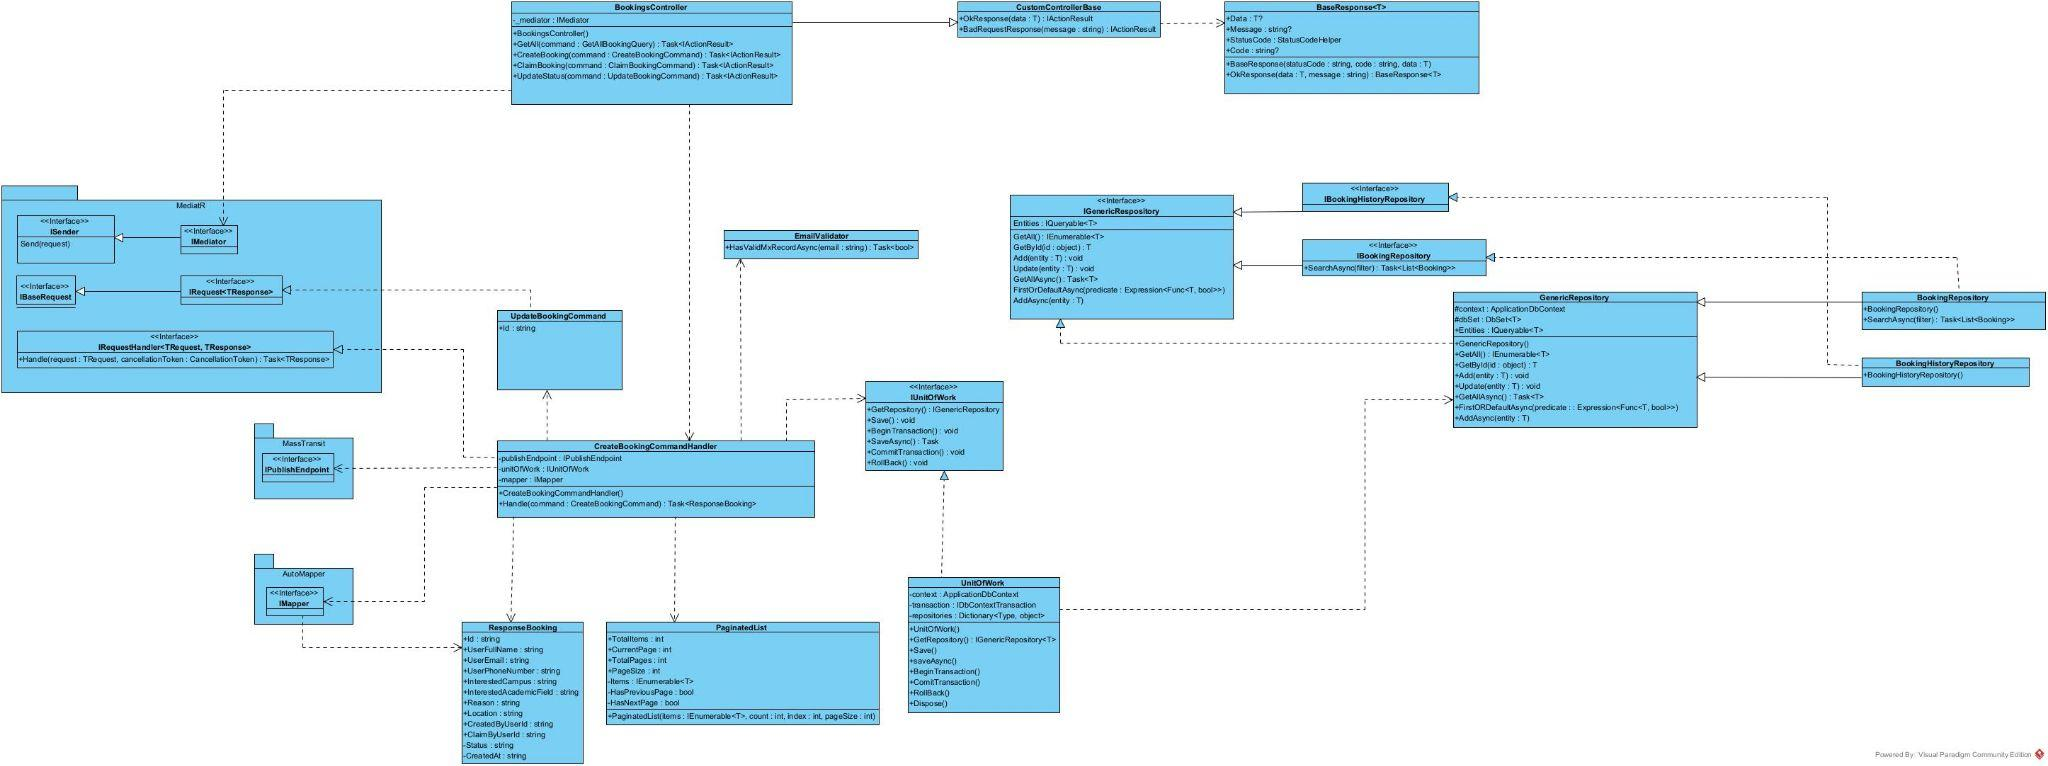 BookingsController
-_mediator : IMediator
+BookingsController()
+GetAll(command : GetAllBookingQuery) : Task<IActionResult>
+CreateBooking(command : CreateBookingCommand) : Task<IActionResult>
+ClaimBooking(command : ClaimBookingCommand) : Task<IActionResult>
+UpdateStatus(command : UpdateBookingCommand) : Task<IActionResult>
CustomControllerBase
+OkResponse(data : T) : IActionResult
+BadRequestResponse(message : string) : IActionResult
BaseResponse<T>
+Data : T?
+Message : string?
+StatusCode : StatusCodeHelper
+Code : string?
+BaseResponse(statusCode : string, code : string, data : T)
+OkResponse(data : T, message : string) : BaseResponse<T>
MediatR
<<Interface>>
ISender
Send(request)
<<Interface>>
IMediator
<<Interface>>
IBaseRequest
<<Interface>>
IRequest<TResponse>
<<Interface>>
IRequestHandler<TRequest, TResponse>
+Handle(request : TRequest, cancellationToken : CancellationToken) : Task<TResponse>
UpdateBookingCommand
+Id : string
EmailValidator
+HasValidMxRecordAsync(email : string) : Task<bool>
<<Interface>>
IGenericRespository
Entities : IQueryable<T>
GetAll() : IEnumerable<T>
GetById(id : object) : T
Add(entity : T) : void
Update(entity : T) : void
GetAllAsync() : Task<T>
FirstOrDefaultAsync(predicate : Expression<Func<T, bool>>)
AddAsync(entity : T)
<<Interface>>
IBookingHistoryRepository
<<Interface>>
IBookingRepository
+SearchAsync(filter) : Task<List<Booking>>
GenericRepository
#context : ApplicationDbContext
#dbSet : DbSet<T>
+Entities : IQueryable<T>
+GenericRepository()
+GetAll() : IEnumerable<T>
+GetById(id : object) : T
+Add(entity : T) : void
+Update(entity : T) : void
+GetAllAsync() : Task<T>
+FirstORDefaultAsync(predicate : : Expression<Func<T, bool>>)
+AddAsync(entity : T)
BookingRepository
+BookingRepository()
+SearchAsync(filter) : Task<List<Booking>>
BookingHistoryRepository
+BookingHistoryRepository()
<<Interface>>
IUnitOfWork
+GetRepository() : IGenericRepository
+Save() : void
+BeginTransaction() : void
+SaveAsync() : Task
+CommitTransaction() : void
+RollBack() : void
MassTransit
<<Interface>>
IPublishEndpoint
CreateBookingCommandHandler
-publishEndpoint : IPublishEndpoint
-unitOfWork : IUnitOfWork
-mapper : IMapper
+CreateBookingCommandHandler()
+Handle(command : CreateBookingCommand) : Task<ResponseBooking>
AutoMapper
<<Interface>>
IMapper
ResponseBooking
+Id : string
+UserFullName : string
+UserEmail : string
+UserPhoneNumber : string
+InterestedCampus : string
+InterestedAcademicField : string
+Reason : string
+Location : string
+CreatedByUserId : string
+ClaimByUserId : string
-Status : string
-CreatedAt : string
PaginatedList
+TotalItems : int
+CurrentPage : int
+TotalPages : int
+PageSize : int
-Items : IEnumerable<T>
-HasPreviousPage : bool
-HasNextPage : bool
+PaginatedList(items : IEnumerable<T>, count : int, index : int, pageSize : int)
UnitOfWork
-context : ApplicationDbContext
-transaction : IDbContextTransaction
-repositories : Dictionary<Type, object>
+UnitOfWork()
+GetRepository() : IGenericRepository<T>
+Save()
+saveAsync()
+BeginTransaction()
+ComitTransaction()
+RollBack()
+Dispose()
Powered By: Visual Paradigm Community Edition